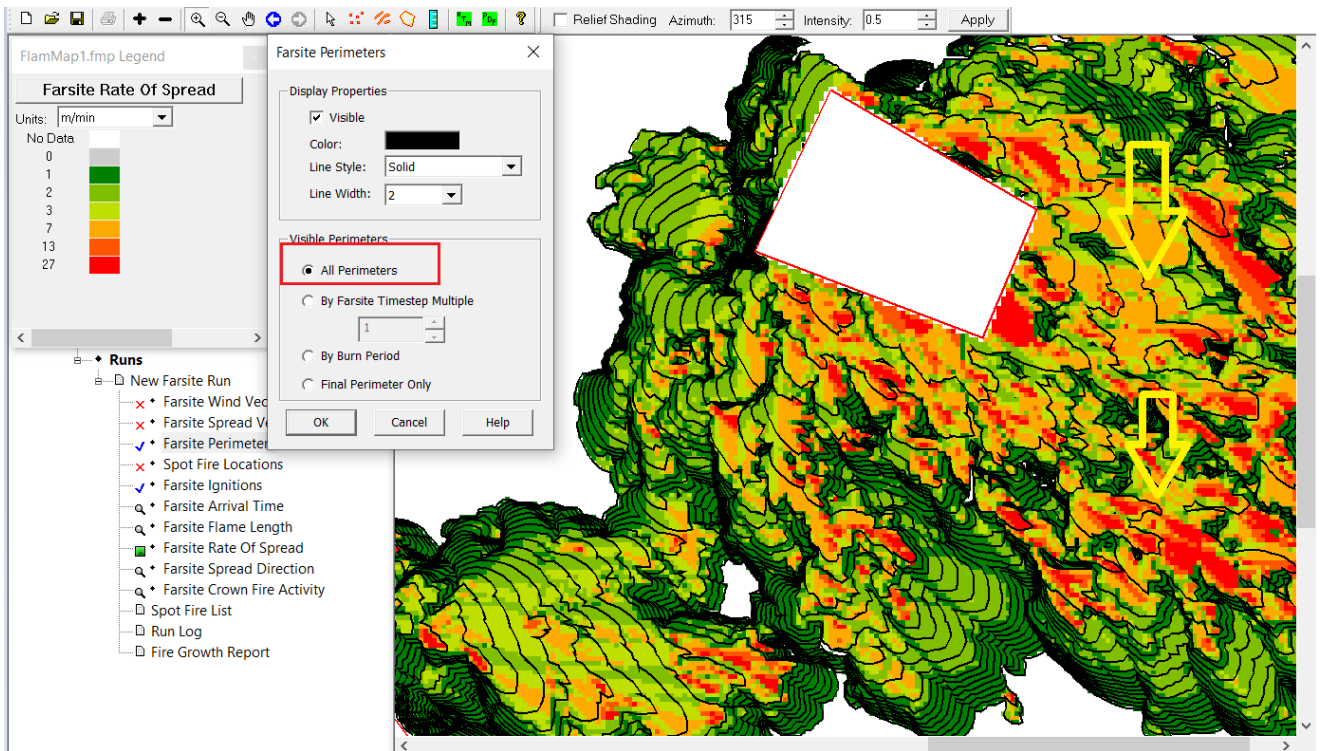 Relief Shading Azimuth: 315 Intensity: 0.5 Apply
FlamMap1.fmp Legend
Farsite Rate Of Spread
Units: m/min
No Data
0
1
2
3
7
13
27
Farsite Perimeters
Display Properties
Visible
Color:
Line Style: Solid
Line Width: 2
Visible Perimeters
All Perimeters
By Farsite Timestep Multiple
1
By Burn Period
Final Perimeter Only
OK Cancel Help
Runs
New Farsite Run
Farsite Wind Vec
Farsite Spread Ve
Farsite Perimeter
Spot Fire Locations
Farsite Ignitions
Farsite Arrival Time
Farsite Flame Length
Farsite Rate Of Spread
Farsite Spread Direction
Farsite Crown Fire Activity
Spot Fire List
Run Log
Fire Growth Report